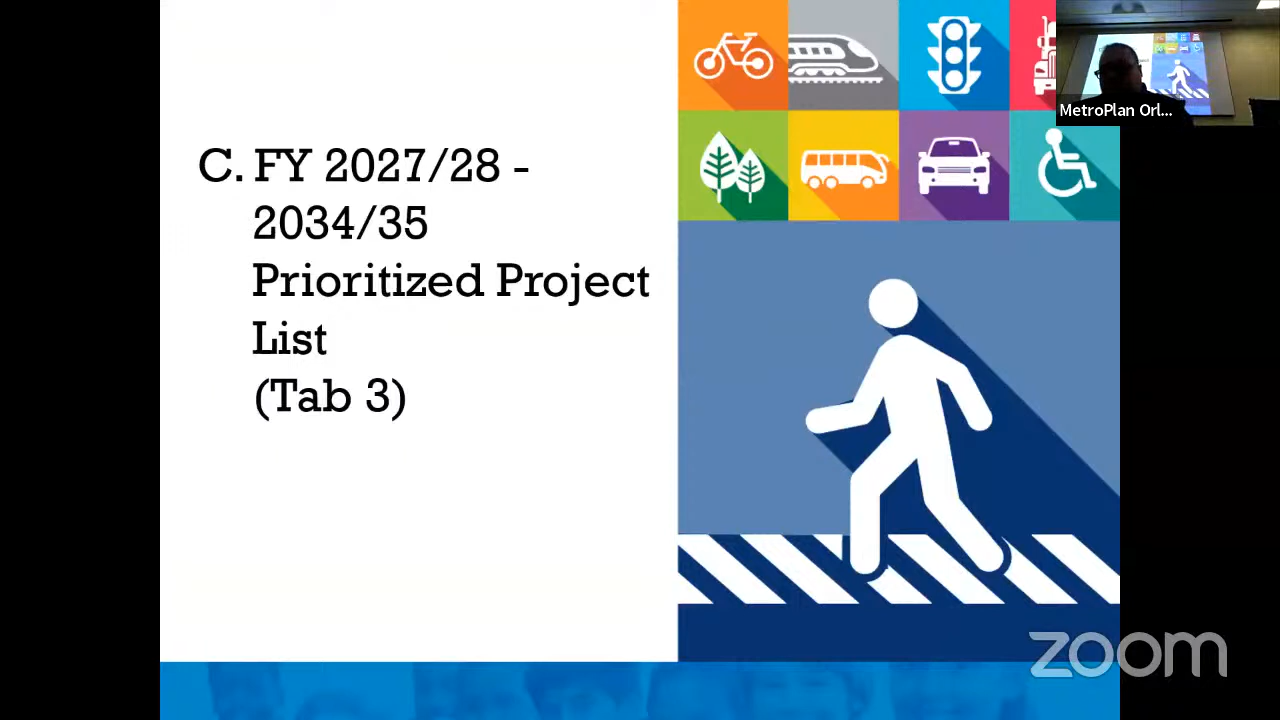 C. FY 2027/28 -
2034/35
Prioritized Project
List
(Tab 3)
MetroPlan Orl...
zoom